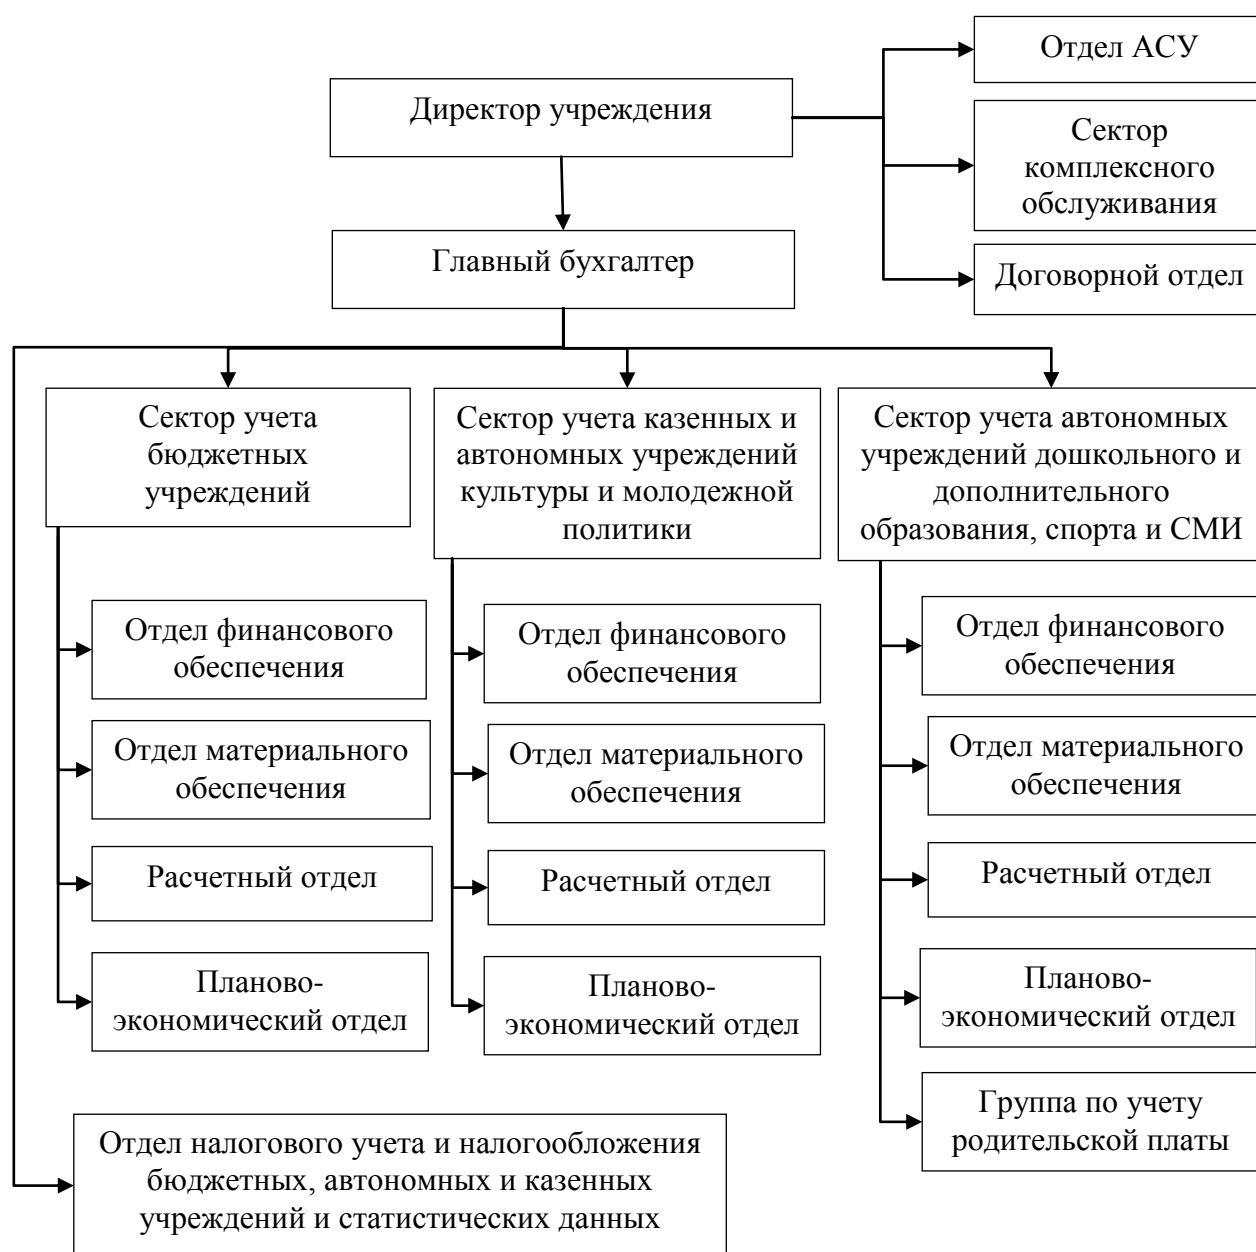 Отдел АСУ
Директор учреждения
Сектор
комплексного
обслуживания
Главный бухгалтер
Договорной отдел
Сектор учета
бюджетных
учреждений
Отдел финансового
обеспечения
Отдел материального
обеспечения
Расчетный отдел
Планово-
экономический отдел
Сектор учета казенных и
автономных учреждений
культуры и молодежной
политики
Отдел финансового
обеспечения
Отдел материального
обеспечения
Расчетный отдел
Планово-
экономический отдел
Сектор учета автономных
учреждений дошкольного и
дополнительного
образования, спорта и СМИ
Отдел финансового
обеспечения
Отдел материального
обеспечения
Расчетный отдел
Планово-
экономический отдел
Группа по учету
родительской платы
Отдел налогового учета и налогообложения
бюджетных, автономных и казенных
учреждений и статистических данных